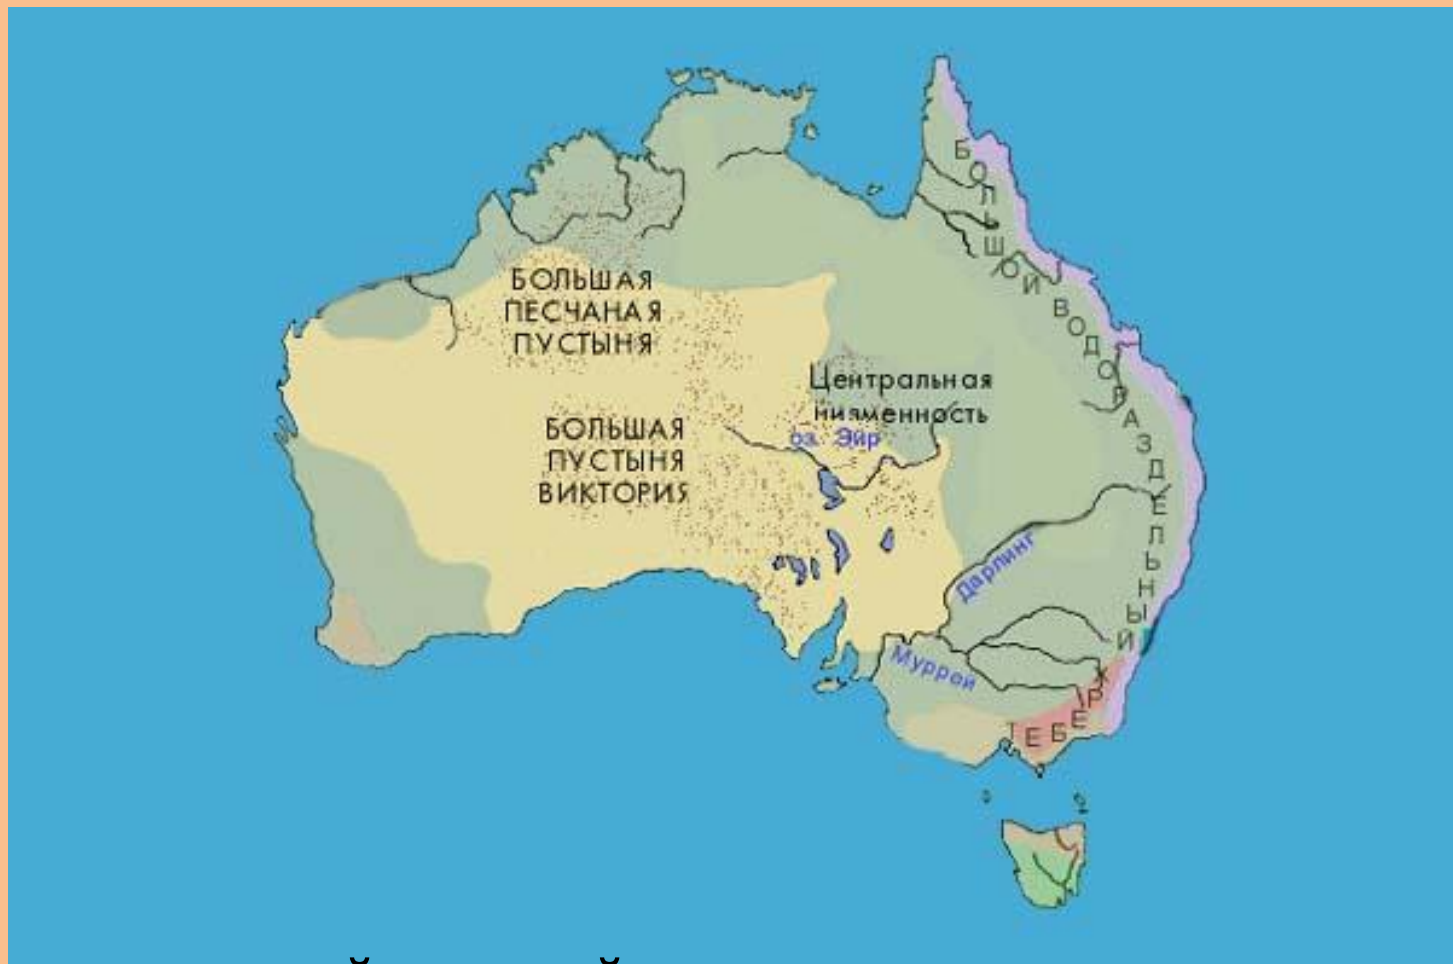 БОЛЬШАЯ
ПЕСЧАНАЯ
ПУСТЫНЯ
БОЛЬШАЯ
ПУСТЫНЯ
ВИКТОРИЯ
Центральная
низменность
оз. Эйр
БОЛЬШОЙ ВОДОРАЗДЕЛЬНЫЙ
ХРЕБЕТ
Дарлинг
Муррей